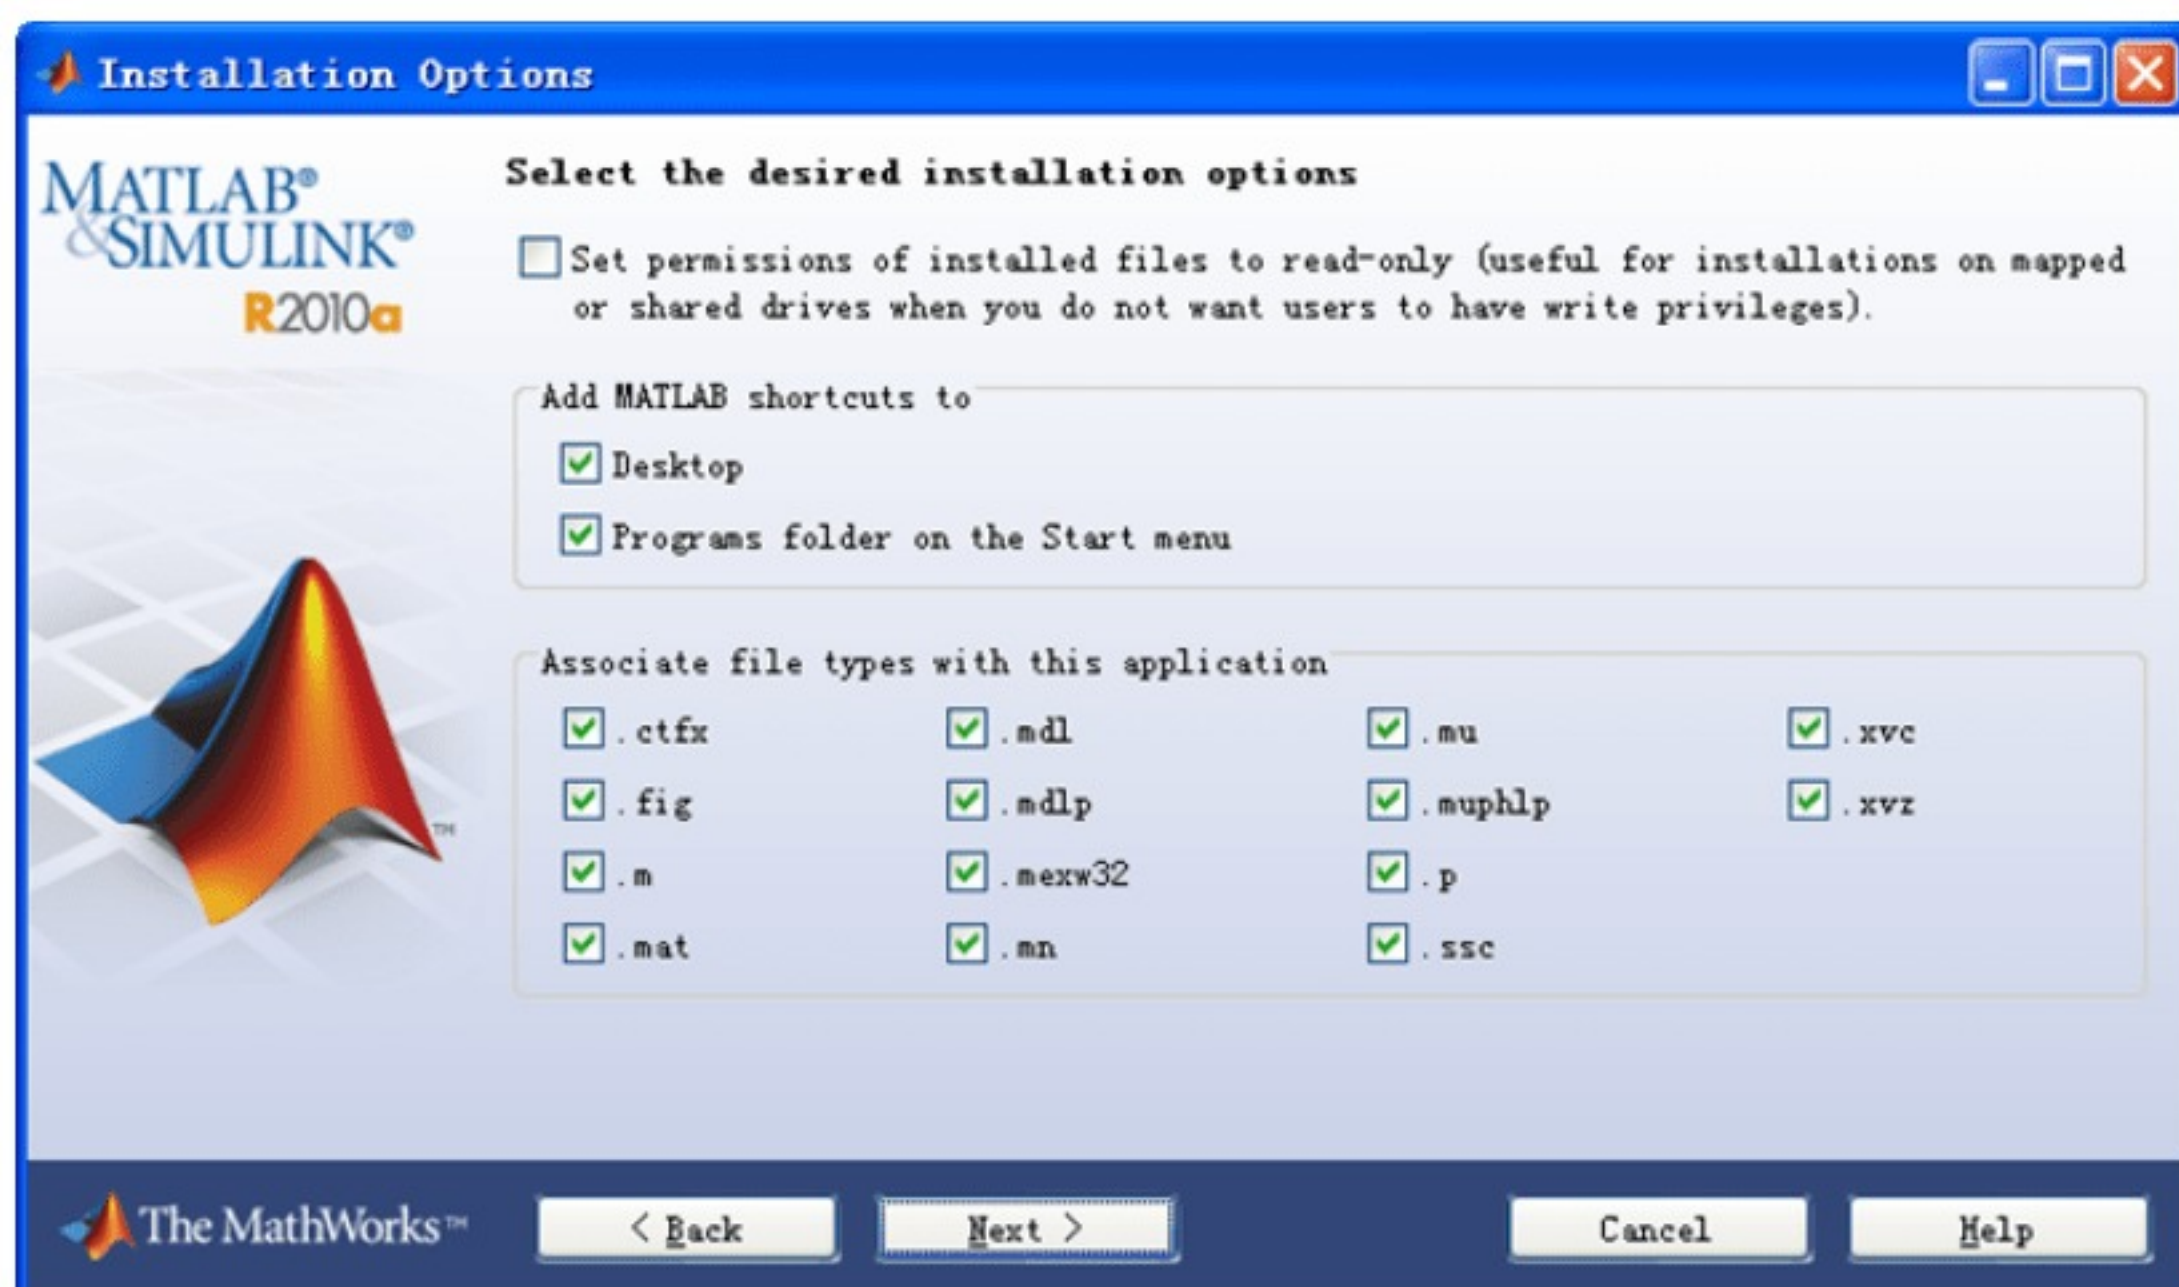 Installation Options
MATLAB®
&SIMULINK®
R2010a
Select the desired installation options
Set permissions of installed files to read-only (useful for installations on mapped
or shared drives when you do not want users to have write privileges).
Add MATLAB shortcuts to
Desktop
Programs folder on the Start menu
Associate file types with this application
.ctfx .mdl .mu .xvc
.fig .mdlp .muphlp .xvz
.m .mexw32 .p
.mat .mn .ssc
TM
The MathWorks™
< Back Next > Cancel Help